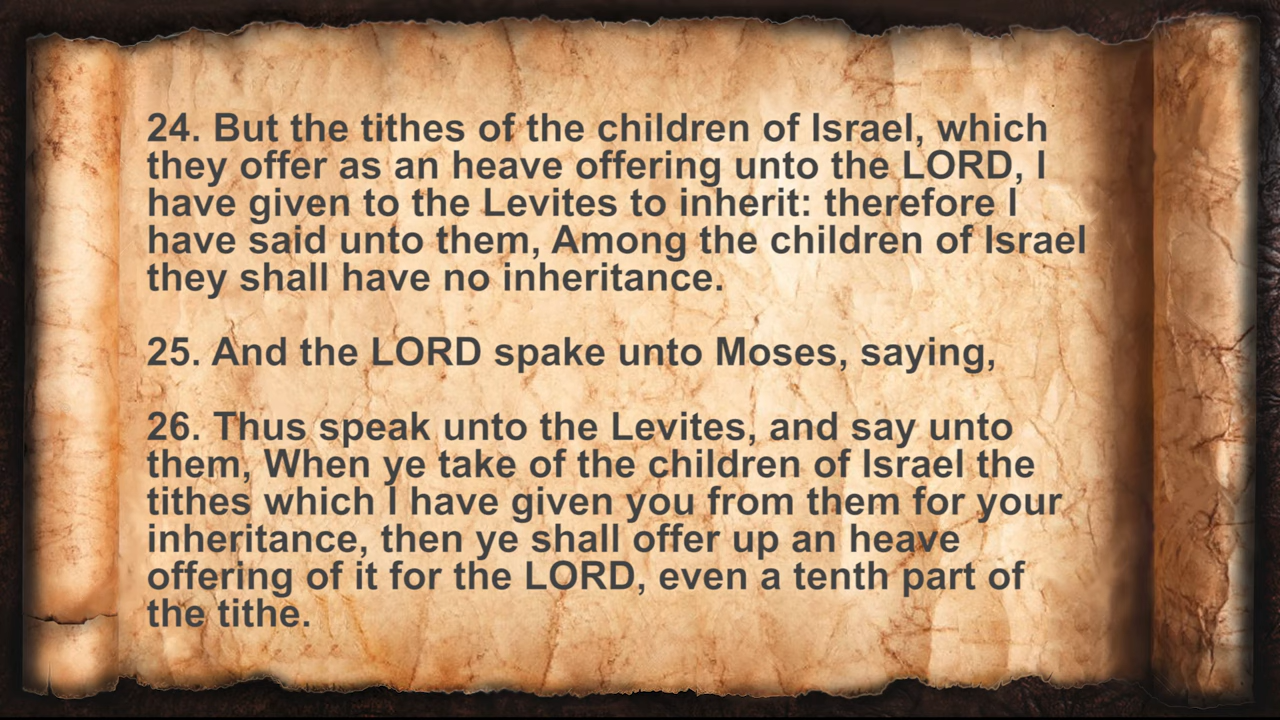 24. But the tithes of the children of Israel, which
they offer as an heave offering unto the LORD, I
have given to the Levites to inherit: therefore I
have said unto them, Among the children of Israel
they shall have no inheritance.
25. And the LORD spake unto Moses, saying,
26. Thus speak unto the Levites, and say unto
them, When ye take of the children of Israel the
tithes which I have given you from them for your
inheritance, then ye shall offer up an heave
offering of it for the LORD, even a tenth part of
the tithe.